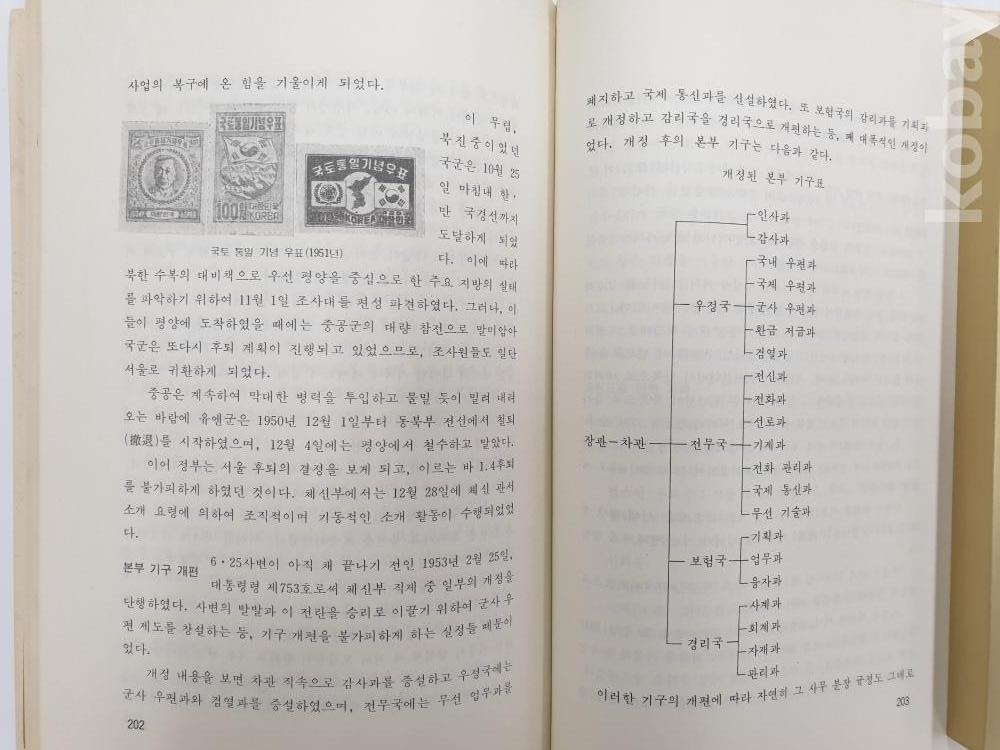 사업의 복구에 온 힘을 기울이게 되었다.
국토통일기념우표
100원 대한민국 KOREA
국토통일기념우표
KOREA 대한민국
국토 통일 기념 우표(1951년)
이 무렵,
북진중이었던
국군은 10월 25
일 마침내 한.
만 국경선까지
도달하게 되었
다. 이에 따라
북한 수복의 대비책으로 우선 평양을 중심으로 한 주요 지방의 실태
를 파악하기 위하여 11월 1일 조사대를 편성 파견하였다. 그러나, 이
들이 평양에 도착하였을 때에는 중공군의 대량 참전으로 말미암아
국군은 또다시 후퇴 계획이 진행되고 있었으므로, 조사원들도 일단
서울로 귀환하게 되었다.
중공은 계속하여 막대한 병력을 투입하고 물밀 듯이 밀려 내려
오는 바람에 유엔군은 1950년 12월 1일부터 동북부 전선에서 철퇴
(撤退)를 시작하였으며, 12월 4일에는 평양에서 철수하고 말았다.
이어 정부는 서울 후퇴의 결정을 보게 되고, 이르는 바 1.4후퇴
를 불가피하게 하였던 것이다. 체신부에서는 12월 28일에 체신 관서
소개 요령에 의하여 조직적이며 기동적인 소개 활동이 수행되었었
다.
본부 기구 개편 6·25사변이 아직 채 끝나기 전인 1953년 2월 25일,
대통령령 제753호로써 체신부 직제 중 일부의 개정을
단행하였다. 사변의 발발과 이 전란을 승리로 이끌기 위하여 군사 우
편 제도를 창설하는 등, 기구 개편을 불가피하게 하는 실정들 때문이
었다.
개정 내용을 보면 차관 직속으로 감사과를 증설하고 우정국에는
군사 우편과와 검열과를 증설하였으며, 전무국에는 무선 업무과를
202
폐지하고 국제 통신과를 신설하였다. 또 보험국의 감리과를 기획과
로 개정하고 감리국을 경리국으로 개편하는 등, 꽤 대폭적인 개정이
었다. 개정 후의 본부 기구는 다음과 같다.
개정된 본부 기구표
인사과
감사과
국내 우편과
국제 우편과
우정국 군사 우편과
환금 저금과
검열과
전신과
전화과
선로과
장관 차관 전무국 기계과
전화 관리과
국제 통신과
무선 기술과
기획과
보험국 업무과
융자과
사계과
회계과
경리국 자재과
관리과
이러한 기구의 개편에 따라 자연히 그 사무 분장 규정도 그대로
203
kobay